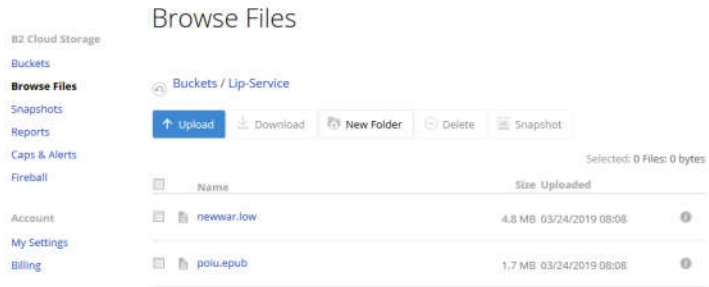 Browse Files
B2 Cloud Storage
Buckets
Browse Files
Snapshots
Reports
Caps & Alerts
Fireball
Account
My Settings
Billing
Buckets / Lip-Service
Upload Download New Folder Delete Snapshot
Selected: 0 Files: 0 bytes
Name Size Uploaded
newwar.low 4.8 MB 03/24/2019 08:08
poiu.epub 1.7 MB 03/24/2019 08:08